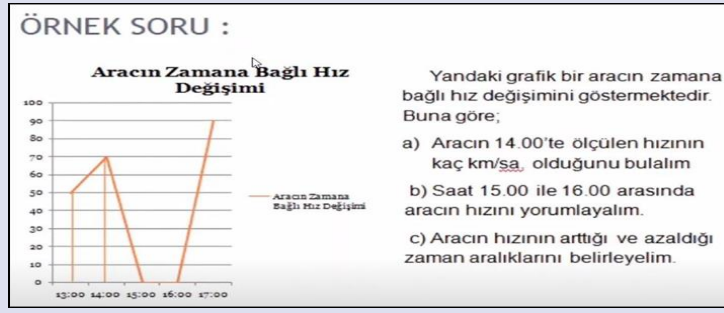 ÖRNEK SORU :
Aracın Zamana Bağlı Hız
Değişimi
100
90
80
70
60
50
40
30
20
10
0
13:00 14:00 15:00 16:00 17:00
Aracın Zamana
Bağlı Hız Değişimi
Yandaki grafik bir aracın zamana
bağlı hız değişimini göstermektedir.
Buna göre;
a) Aracın 14.00'te ölçülen hızının
kaç km/sa, olduğunu bulalım
b) Saat 15.00 ile 16.00 arasında
aracın hızını yorumlayalım.
c) Aracın hızının arttığı ve azaldığı
zaman aralıklarını belirleyelim.